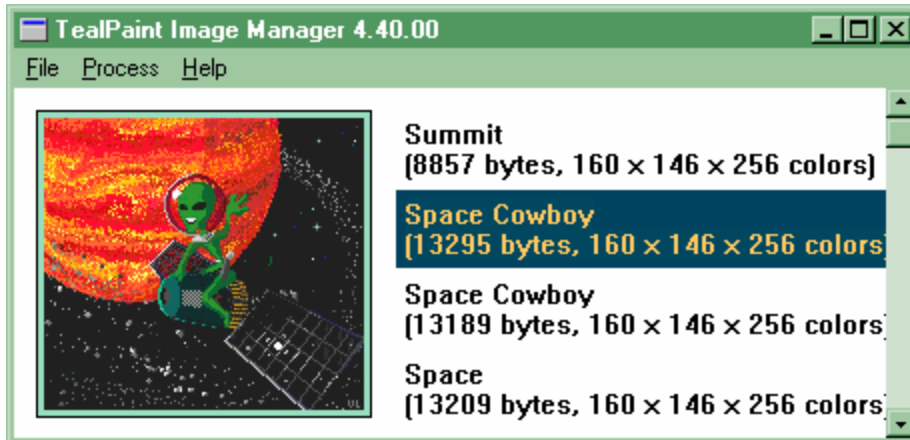 TealPaint Image Manager 4.40.00
File Process Help
Summit
(8857 bytes, 160 x 146 x 256 colors)
Space Cowboy
(13295 bytes, 160 x 146 x 256 colors)
Space Cowboy
(13189 bytes, 160 x 146 x 256 colors)
Space
(13209 bytes, 160 x 146 x 256 colors)